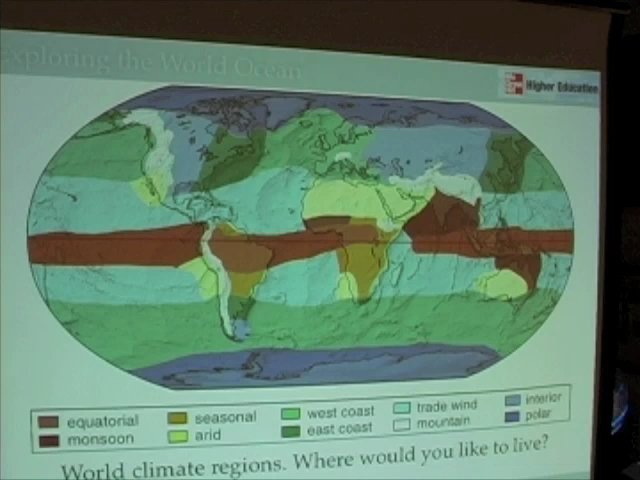 Exploring the World Ocean
Higher Education
equatorial seasonal west coast trade wind interior
monsoon arid east coast mountain polar
World climate regions. Where would you like to live?